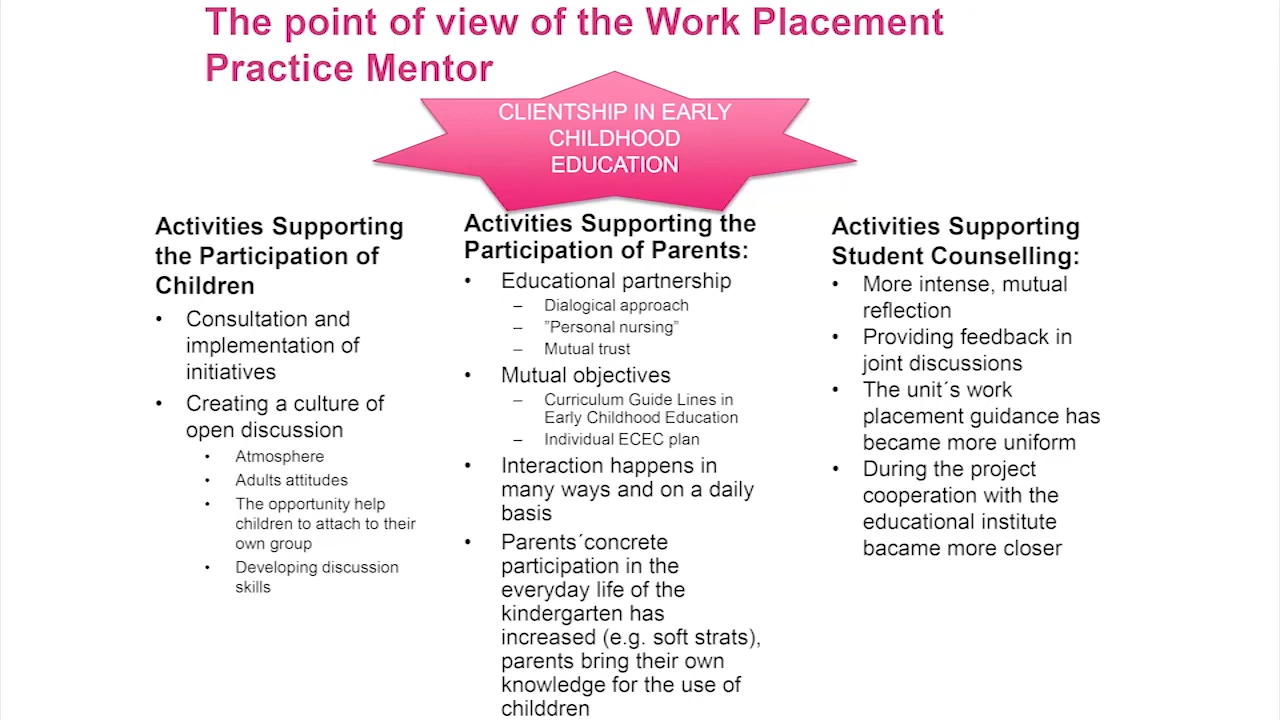 The point of view of the Work Placement
Practice Mentor
CLIENTSHIP IN EARLY
CHILDHOOD
EDUCATION
Activities Supporting
the Participation of
Children
• Consultation and
implementation of
initiatives
• Creating a culture of
open discussion
• Atmosphere
• Adults attitudes
• The opportunity help
children to attach to their
own group
• Developing discussion
skills
Activities Supporting the
Participation of Parents:
• Educational partnership
– Dialogical approach
– ”Personal nursing”
– Mutual trust
• Mutual objectives
– Curriculum Guide Lines in
Early Childhood Education
– Individual ECEC plan
• Interaction happens in
many ways and on a daily
basis
• Parents´concrete
participation in the
everyday life of the
kindergarten has
increased (e.g. soft strats),
parents bring their own
knowledge for the use of
childdren
Activities Supporting
Student Counselling:
• More intense, mutual
reflection
• Providing feedback in
joint discussions
• The unit´s work
placement guidance has
became more uniform
• During the project
cooperation with the
educational institute
bacame more closer